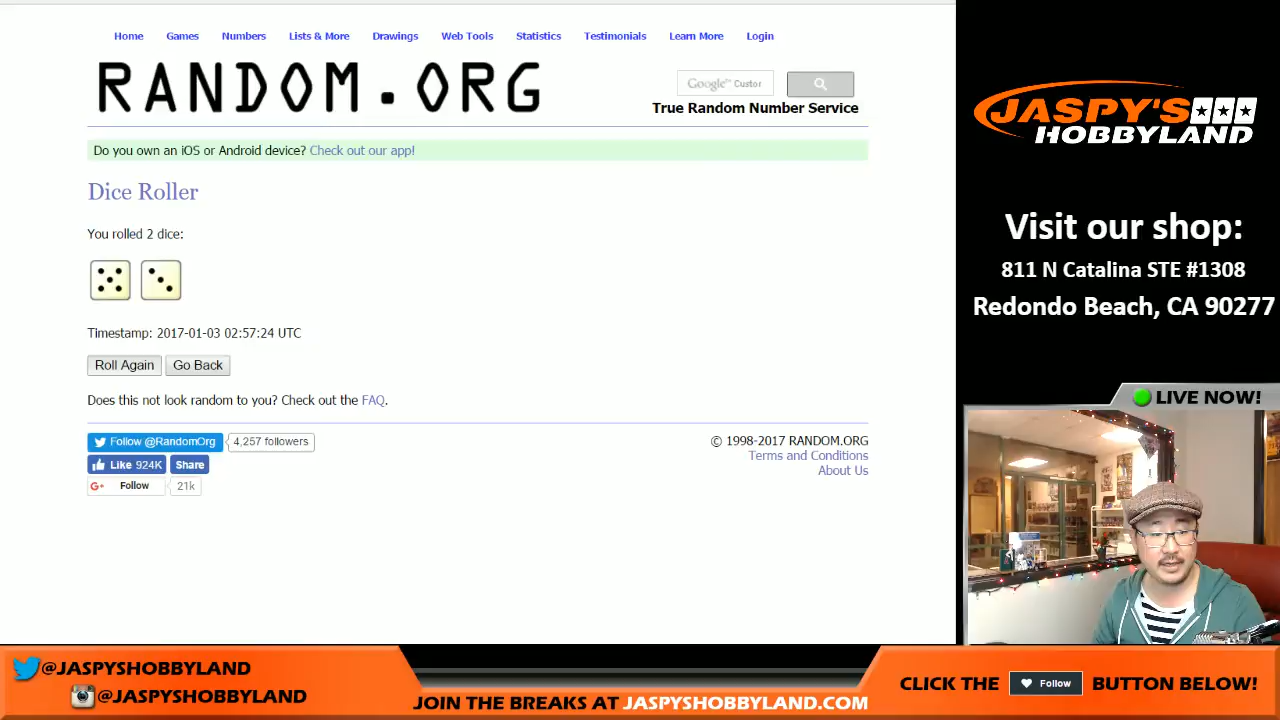 Home Games Numbers Lists & More Drawings Web Tools Statistics Testimonials Learn More Login
RANDOM.ORG
Google™ Custor
True Random Number Service
Do you own an iOS or Android device? Check out our app!
Dice Roller
You rolled 2 dice:
Timestamp: 2017-01-03 02:57:24 UTC
Roll Again Go Back
Does this not look random to you? Check out the FAQ.
Follow @RandomOrg 4,257 followers
Like 924K Share
G+ Follow 21k
© 1998-2017 RANDOM.ORG
Terms and Conditions
About Us
JASPY'S
HOBBYLAND
Visit our shop:
811 N Catalina STE #1308
Redondo Beach, CA 90277
LIVE NOW!
@JASPYSHOBBYLAND
@JASPYSHOBBYLAND
JOIN THE BREAKS AT JASPYSHOBBYLAND.COM
CLICK THE Follow BUTTON BELOW!